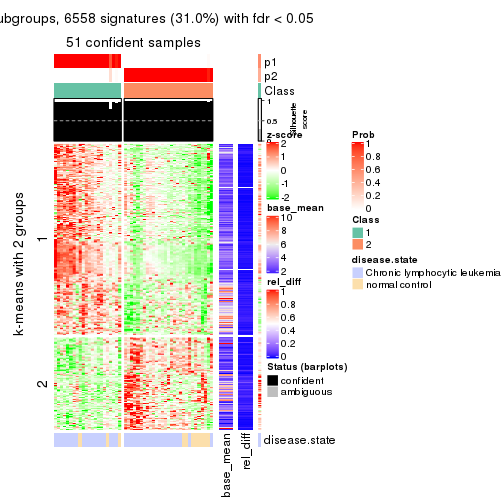 ubgroups, 6558 signatures (31.0%) with fdr < 0.05
51 confident samples
p1
p2
Class
1
0.5
0
Silhouette
score
k-means with 2 groups
1
2
z-score
2
1
0
-1
-2
base_mean
10
8
6
4
2
rel_diff
1
0.8
0.6
0.4
0.2
0
Status (barplots)
confident
ambiguous
Prob
1
0.8
0.6
0.4
0.2
0
Class
1
2
disease.state
Chronic lymphocytic leukemia
normal control
disease.state
base_mean
rel_diff